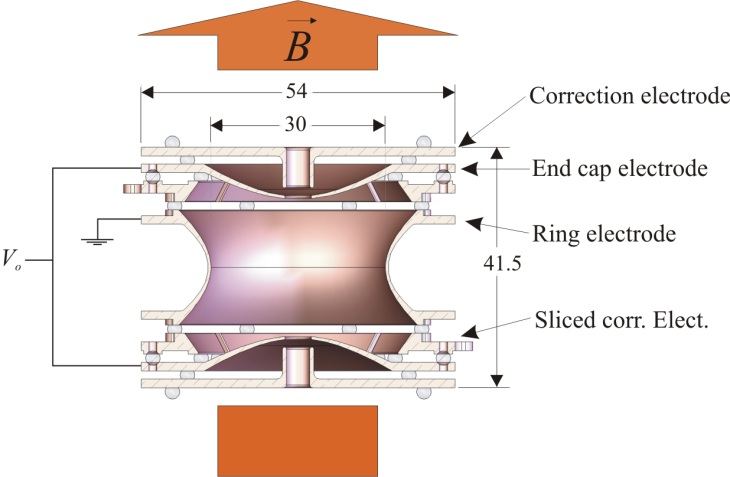 B
54
30
Correction electrode
End cap electrode
Ring electrode
41.5
Vo
Sliced corr. Elect.